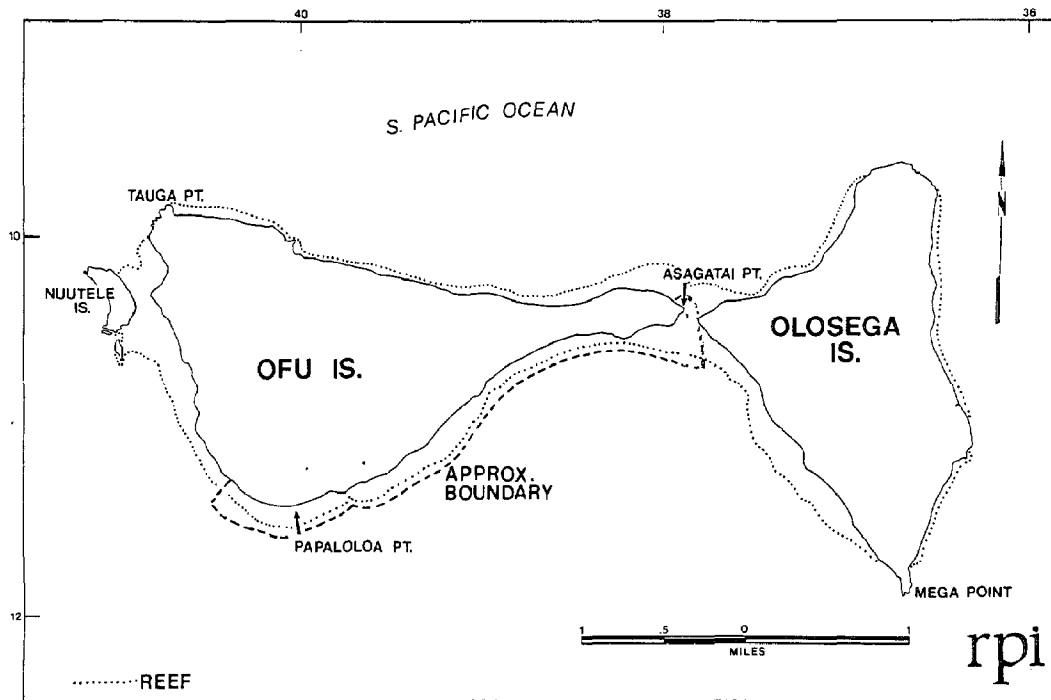 40 38 36
S. PACIFIC OCEAN
TAUGA PT.
10
ASAGATAI PT.
NUUTELE
IS.
OLOSEGA
IS.
OFU IS.
APPROX.
BOUNDARY
PAPALOLOA PT.
MEGA POINT
12
1 .5 0 1
MILES
rpi
REEF
N